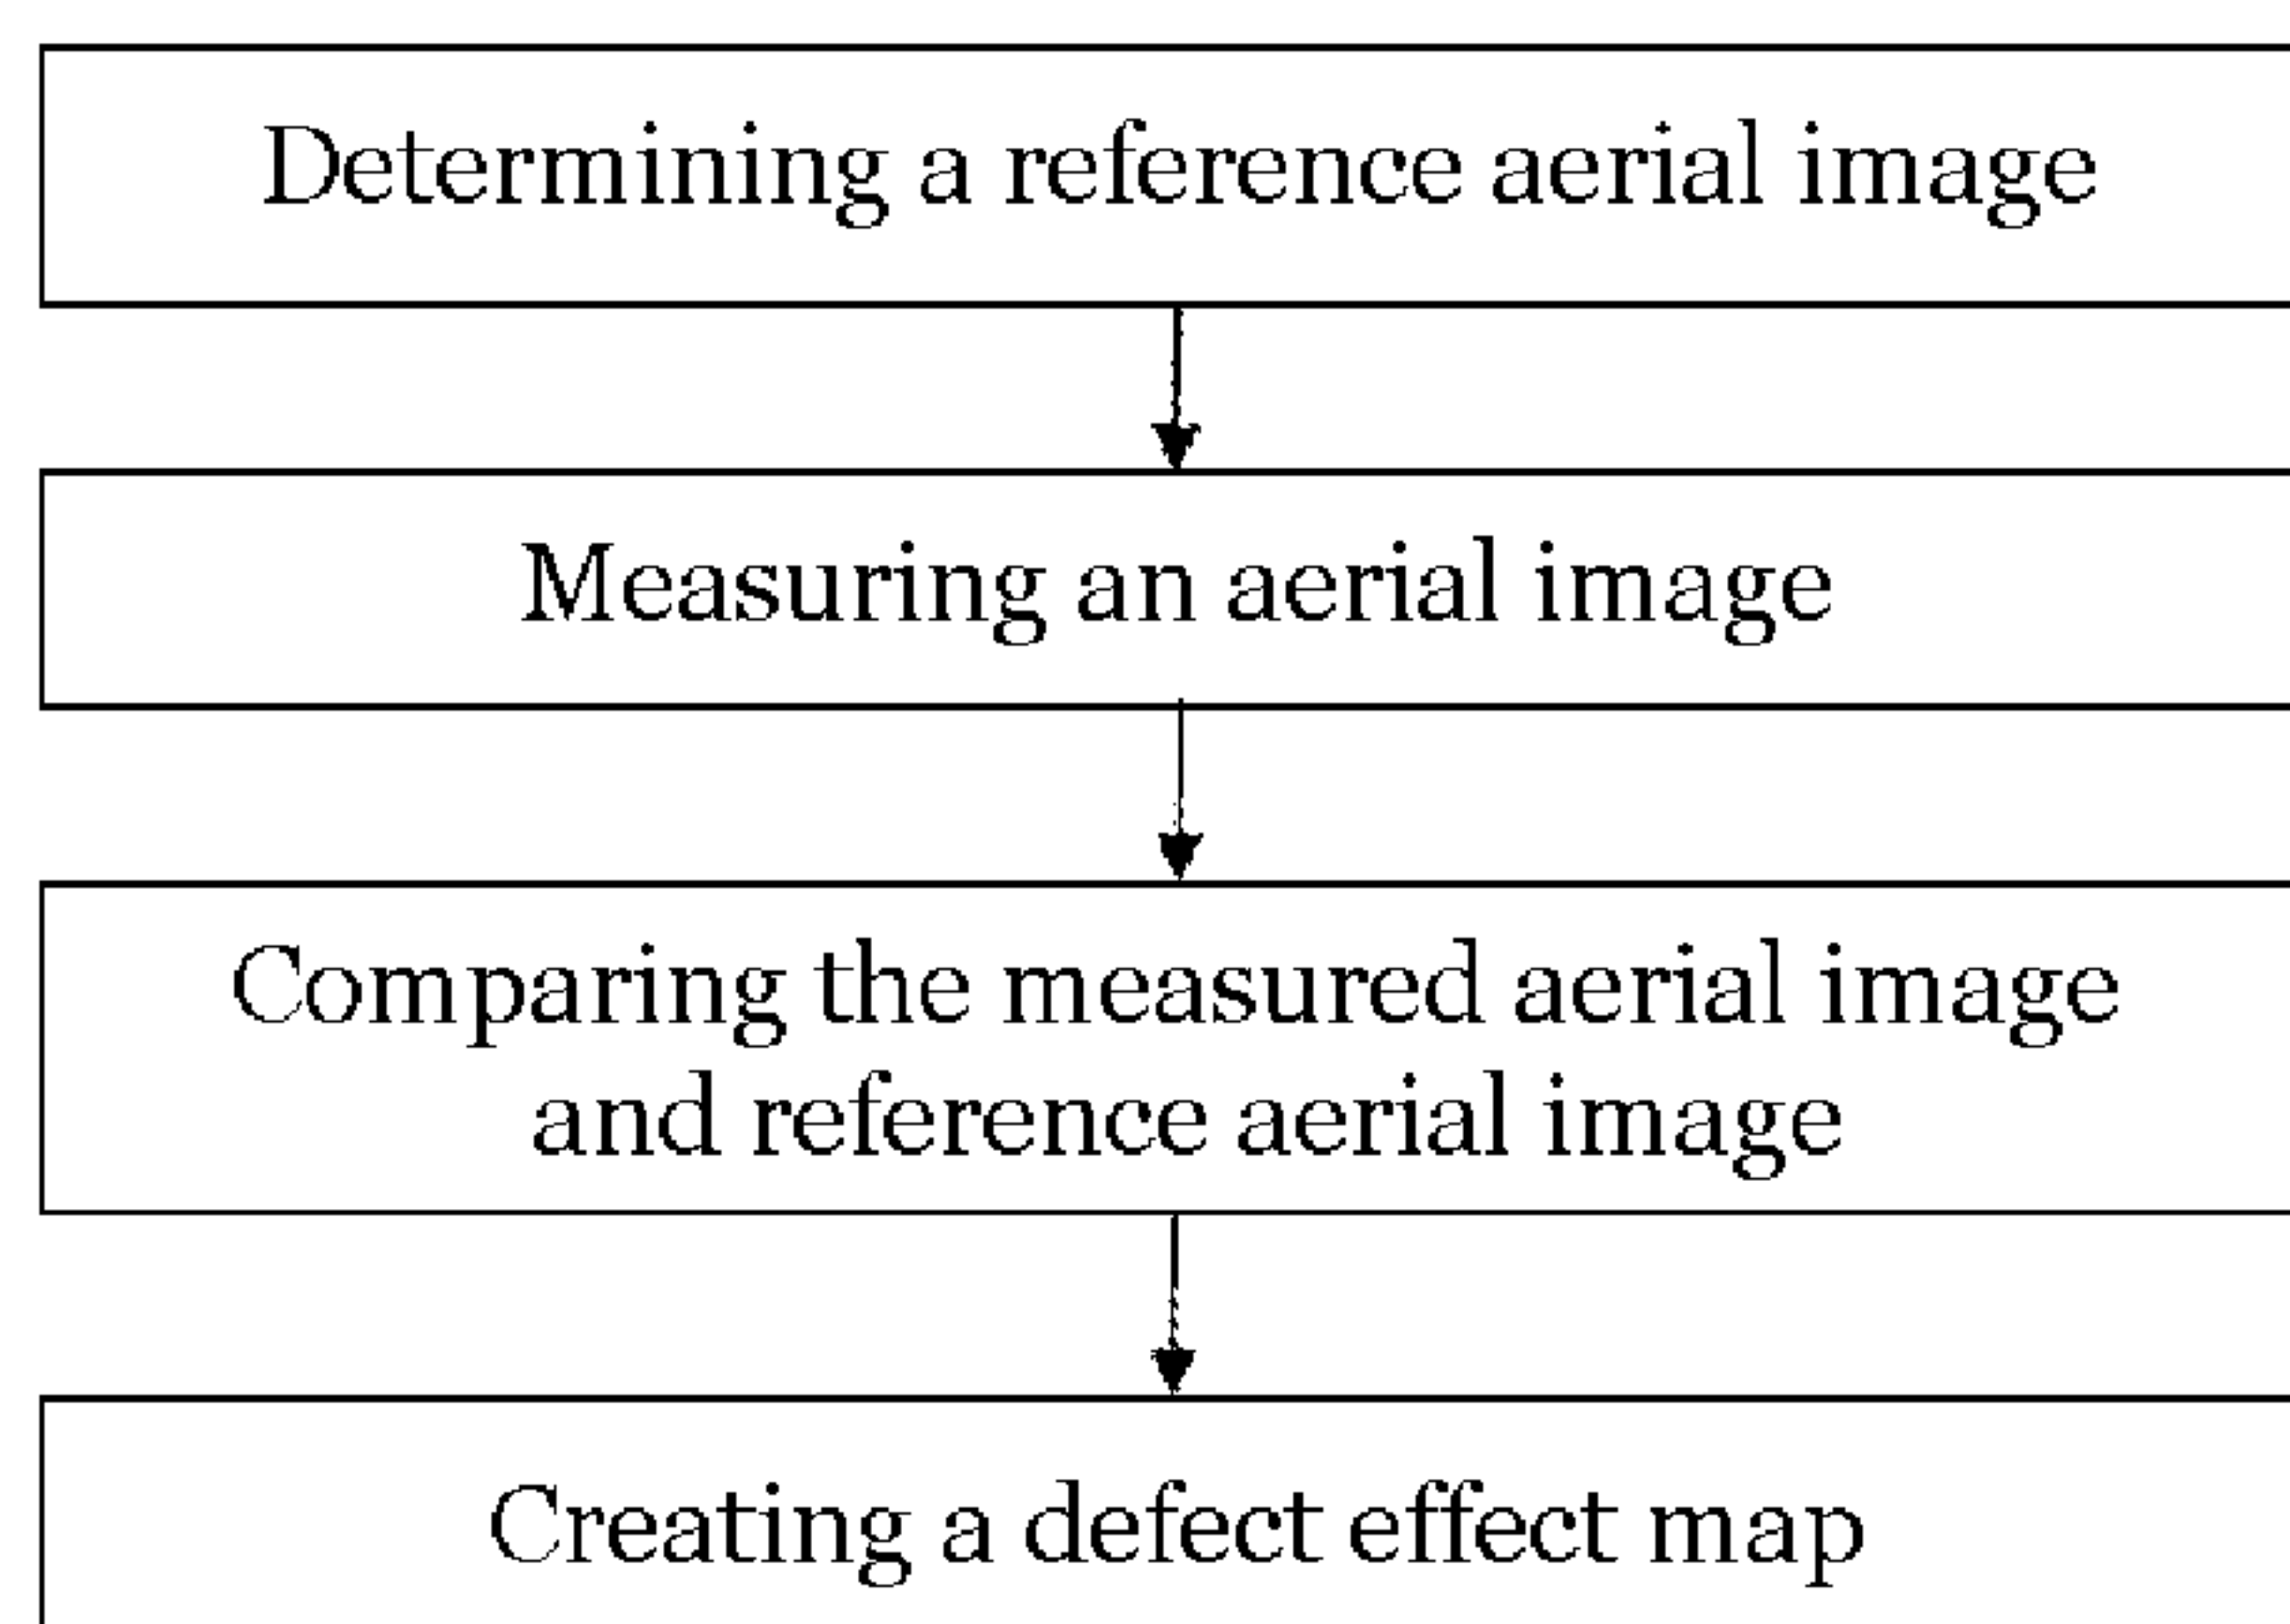 Determining a reference aerial image
Measuring an aerial image
Comparing the measured aerial image
and reference aerial image
Creating a defect effect map